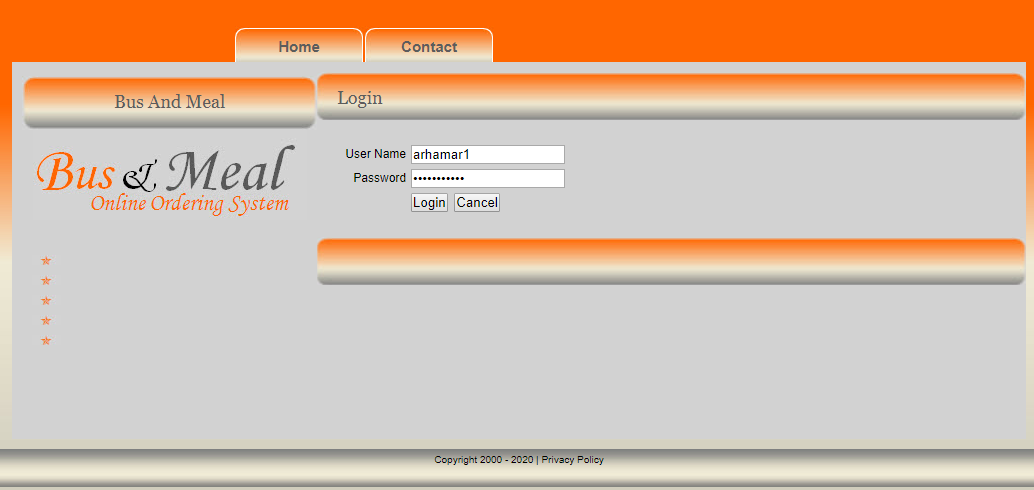 Home
Contact
Bus And Meal
Login
Bus & Meal
Online Ordering System
User Name arhamar1
Password •••••••••••
Login Cancel
Copyright 2000 - 2020 | Privacy Policy